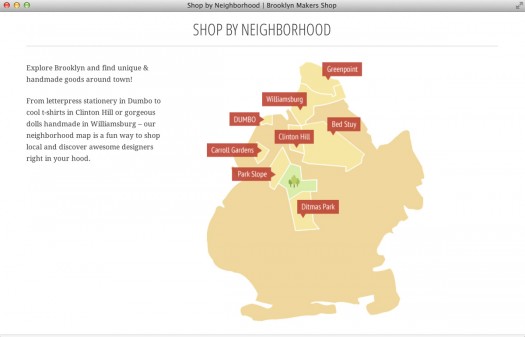 Shop by Neighborhood | Brooklyn Makers Shop
SHOP BY NEIGHBORHOOD
Explore Brooklyn and find unique &
handmade goods around town!
From letterpress stationery in Dumbo to
cool t-shirts in Clinton Hill or gorgeous
dolls handmade in Williamsburg – our
neighborhood map is a fun way to shop
local and discover awesome designers
right in your hood.
Greenpoint
Williamsburg
DUMBO
Bed Stuy
Clinton Hill
Carroll Gardens
Park Slope
Ditmas Park